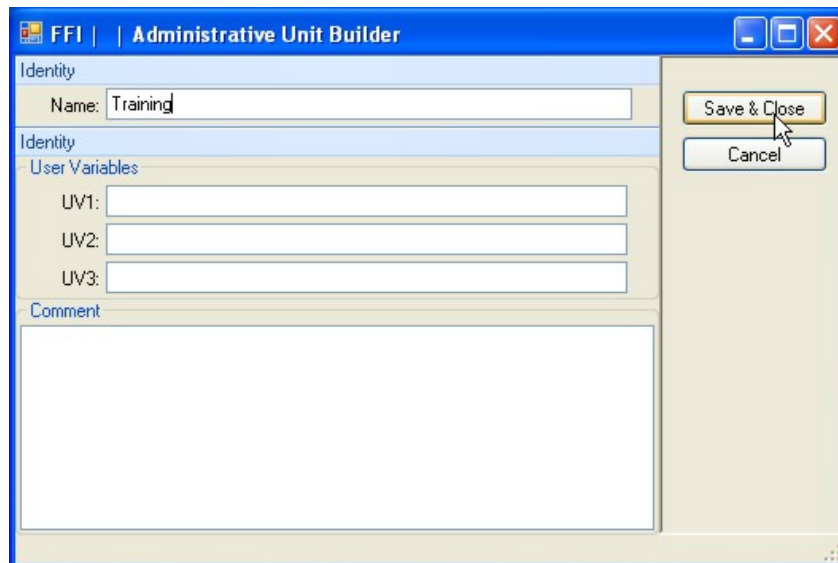 FFI | | Administrative Unit Builder
Identity
Name: Training
Save & Close
Cancel
Identity
User Variables
UV1:
UV2:
UV3:
Comment